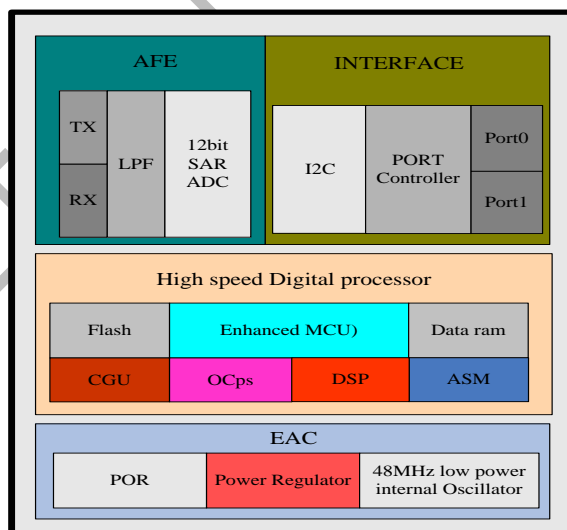 AFE
INTERFACE
TX
RX
LPF
12bit
SAR
ADC
I2C
PORT
Controller
Port0
Port1
High speed Digital processor
Flash
Enhanced MCU)
Data ram
CGU
OCps
DSP
ASM
EAC
POR
Power Regulator
48MHz low power
internal Oscillator